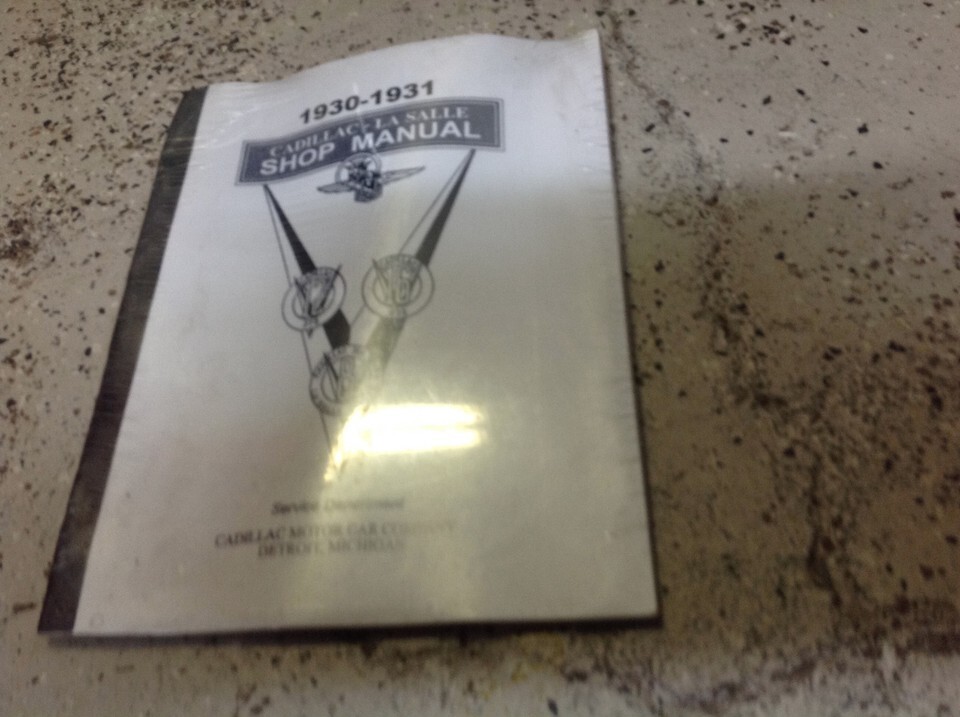 1930-1931
CADILLAC - LA SALLE
SHOP MANUAL
Service Department
CADILLAC MOTOR CAR COMPANY
DETROIT, MICHIGAN